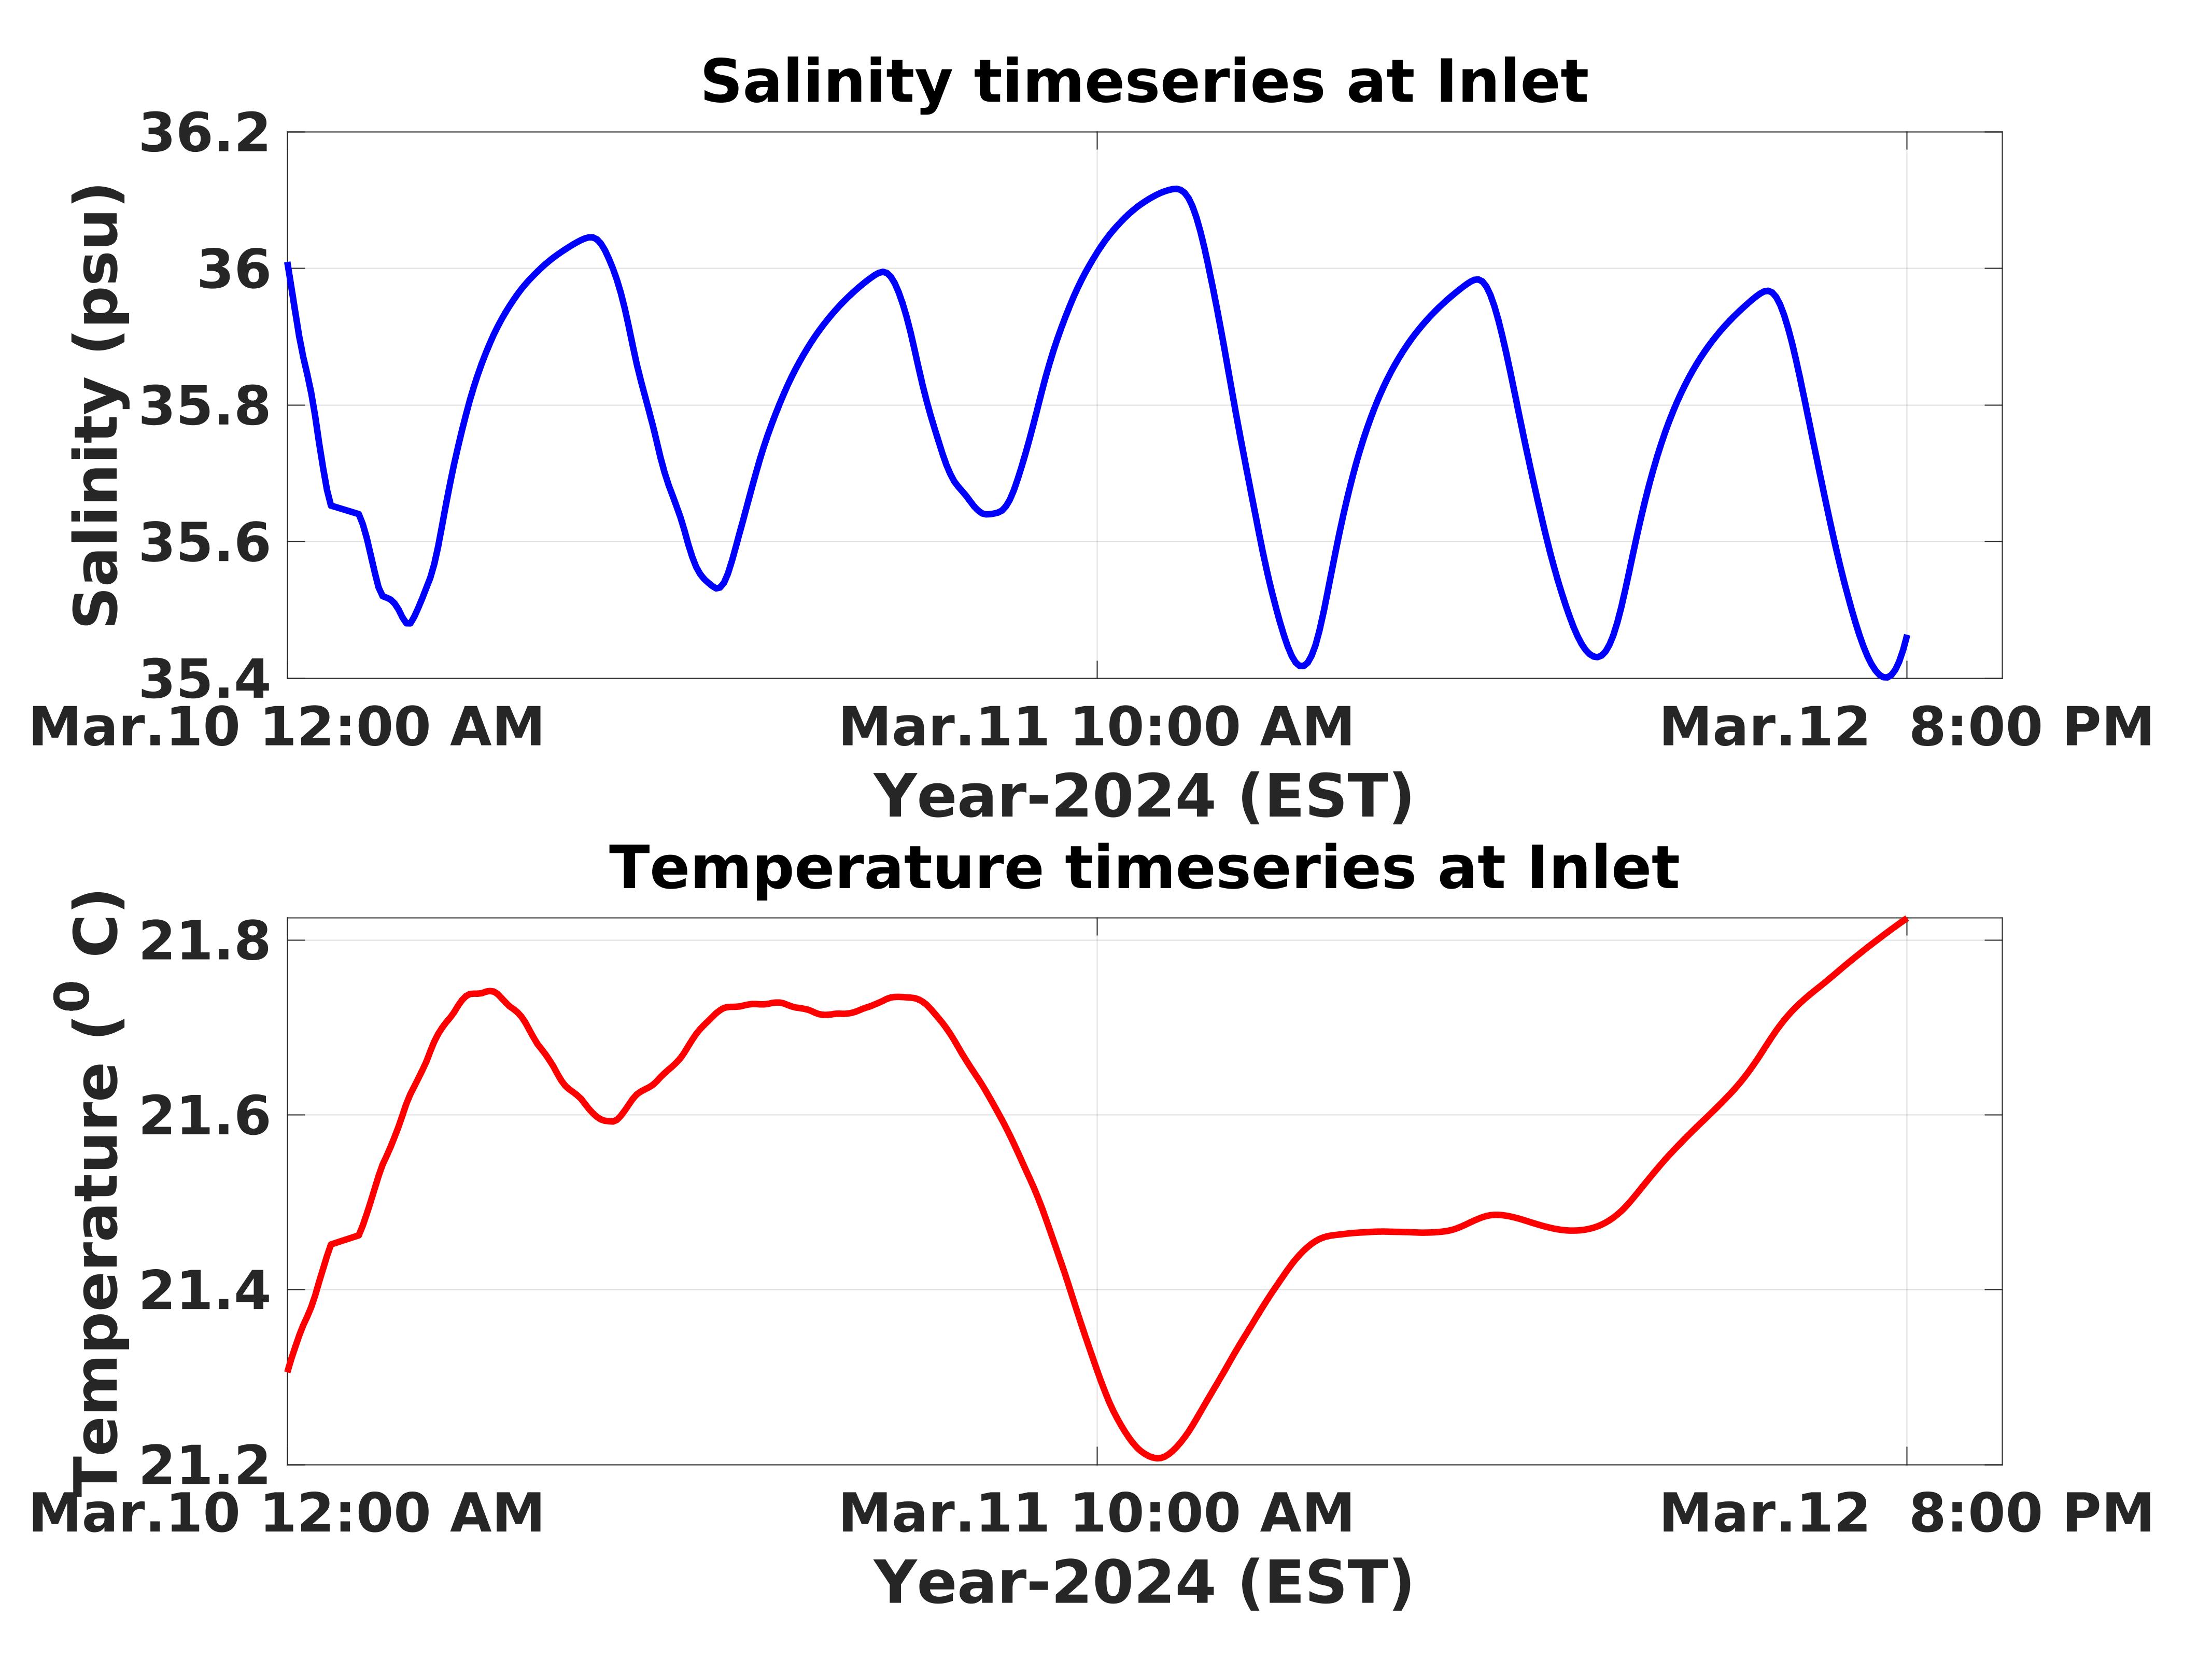 Salinity timeseries at Inlet
Salinity (psu)
36.2
36
35.8
35.6
35.4
Mar.10 12:00 AM Mar.11 10:00 AM Mar.12  8:00 PM
Year-2024 (EST)
Temperature timeseries at Inlet
Temperature (⁰ C)
21.8
21.6
21.4
21.2
Mar.10 12:00 AM Mar.11 10:00 AM Mar.12  8:00 PM
Year-2024 (EST)